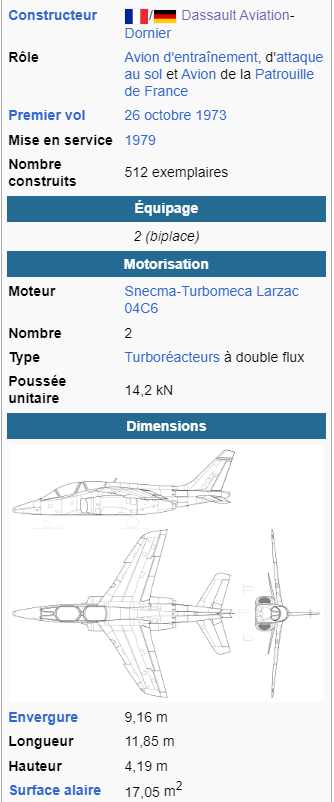 Constructeur / Dassault Aviation-
Dornier
Rôle Avion d'entraînement, d'attaque
au sol et Avion de la Patrouille
de France
Premier vol 26 octobre 1973
Mise en service 1979
Nombre
construits 512 exemplaires
Équipage
2 (biplace)
Motorisation
Moteur Snecma-Turbomeca Larzac
04C6
Nombre 2
Type Turboréacteurs à double flux
Poussée
unitaire 14,2 kN
Dimensions
Envergure 9,16 m
Longueur 11,85 m
Hauteur 4,19 m
Surface alaire 17,05 m2